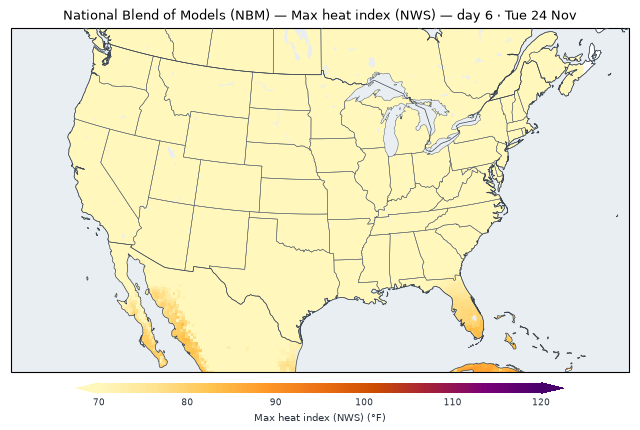 National Blend of Models (NBM) — Max heat index (NWS) — day 6 · Tue 24 Nov
70 80 90 100 110 120
Max heat index (NWS) (°F)